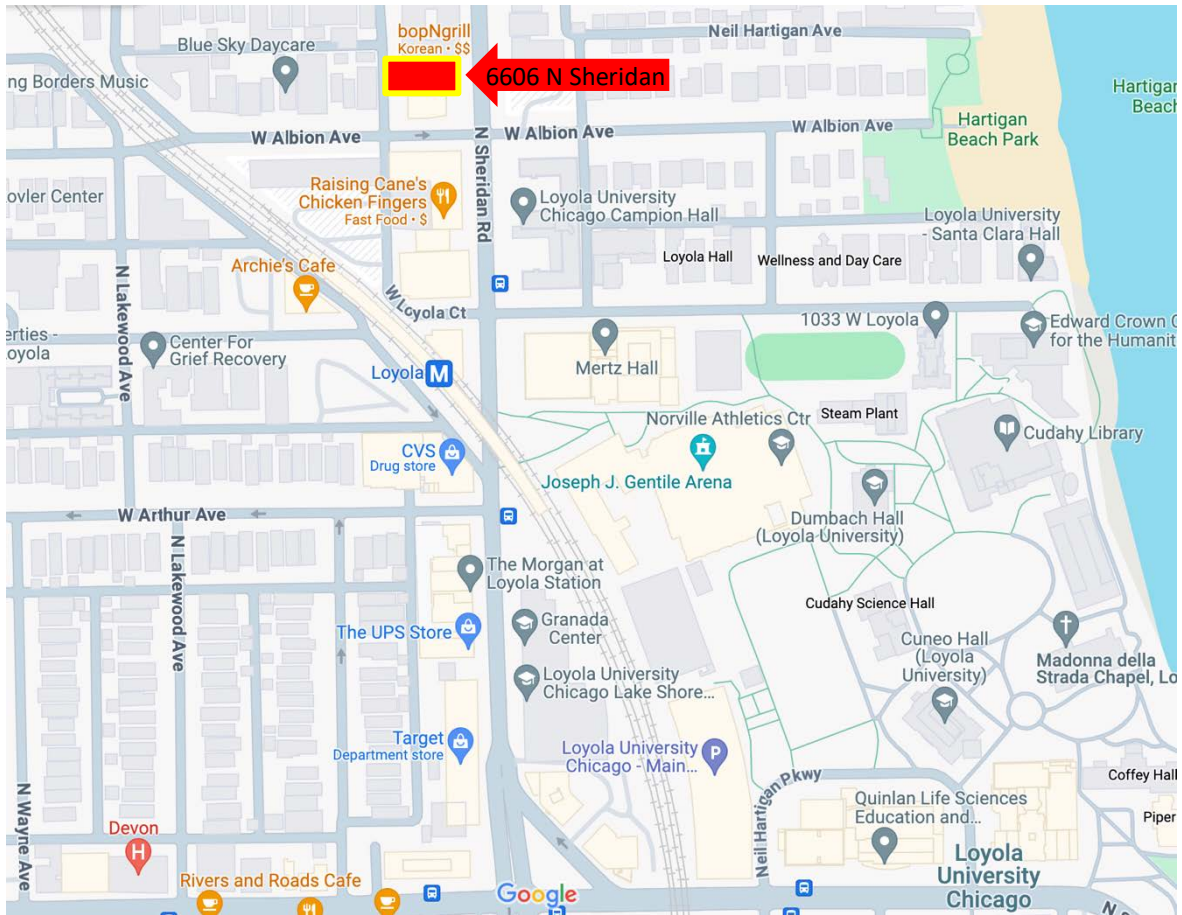 bopNgrill
Korean • $$
Neil Hartigan Ave
Blue Sky Daycare
6606 N Sheridan
ng Borders Music
Hartigan
Beach
W Albion Ave
W Albion Ave
W Albion Ave
Hartigan
Beach Park
N Sheridan Rd
Raising Cane's
Chicken Fingers
Fast Food • $
Loyola University
Chicago Campion Hall
ovler Center
Loyola University
- Santa Clara Hall
Loyola Hall
Wellness and Day Care
Archie's Cafe
N Lakewood Ave
W Loyola Ct
1033 W Loyola
Edward Crown C
for the Humanit
erties -
oyola
Center For
Grief Recovery
Mertz Hall
Loyola
M
Norville Athletics Ctr
Steam Plant
Cudahy Library
CVS
Drug store
Joseph J. Gentile Arena
W Arthur Ave
Dumbach Hall
(Loyola University)
N Lakewood Ave
The Morgan at
Loyola Station
Cudahy Science Hall
The UPS Store
Granada
Center
Cuneo Hall
(Loyola
University)
Madonna della
Strada Chapel, Lo
Loyola University
Chicago Lake Shore...
Target
Department store
Loyola University
Chicago - Main...
P
Neil Hartigan Pkwy
Coffey Hall
N Wayne Ave
Quinlan Life Sciences
Education and...
Piper
Devon
H
Loyola
University
Chicago
Rivers and Roads Cafe
Google